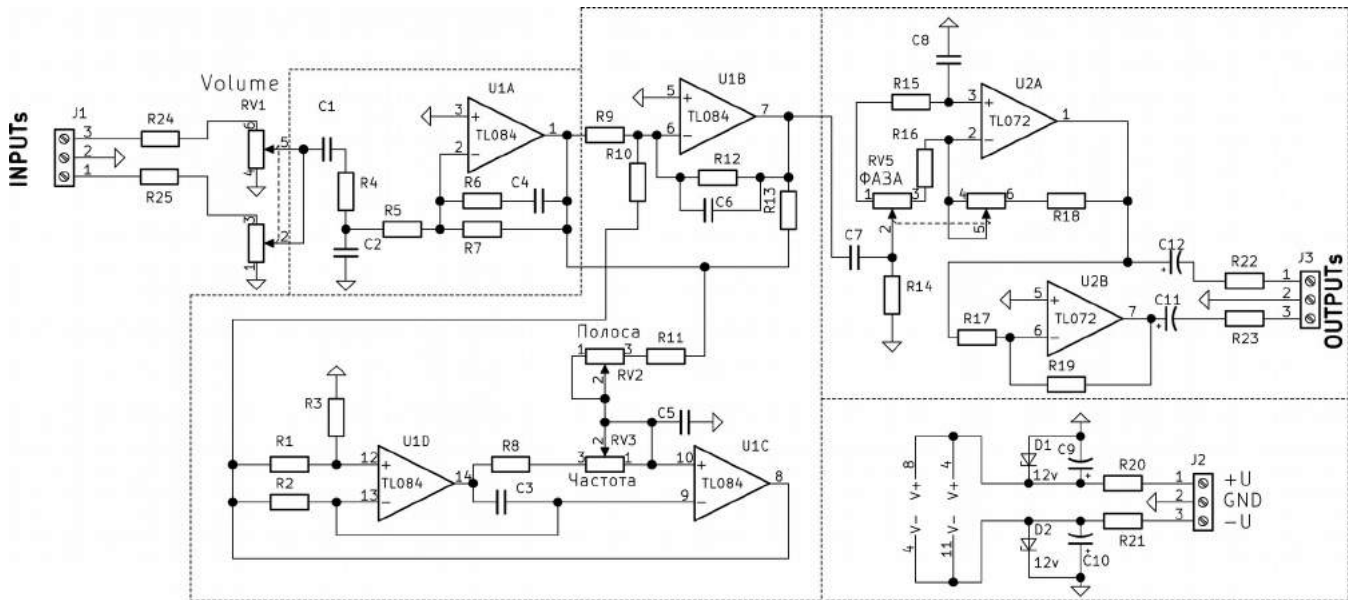 INPUTs
J1
3
2
1
R24
R25
Volume
RV1
6
5
4
3
2
1
C1
R4
C2
R5
U1A
3
+
TL084
1
2
−
R6
C4
R7
R9
R10
U1B
5
+
TL084
7
6
−
R12
C6
R13
C7
R14
C8
R15
R16
RV5
ФАЗА
1
3
2
U2A
3
+
TL072
1
2
−
4
6
5
R18
R17
U2B
5
+
TL072
7
6
−
R19
C12
+
C11
+
R22
R23
J3
1
2
3
OUTPUTs
Полоса
1
3
2
RV2
R11
R3
R1
R2
U1D
12
+
TL084
14
13
−
R8
C3
2
RV3
3
1
Частота
C5
U1C
10
+
TL084
8
9
−
V+
8
V+
4
V−
4
V−
11
D1
12v
C9
+
D2
12v
C10
+
R20
R21
J2
1
+U
2
GND
3
−U